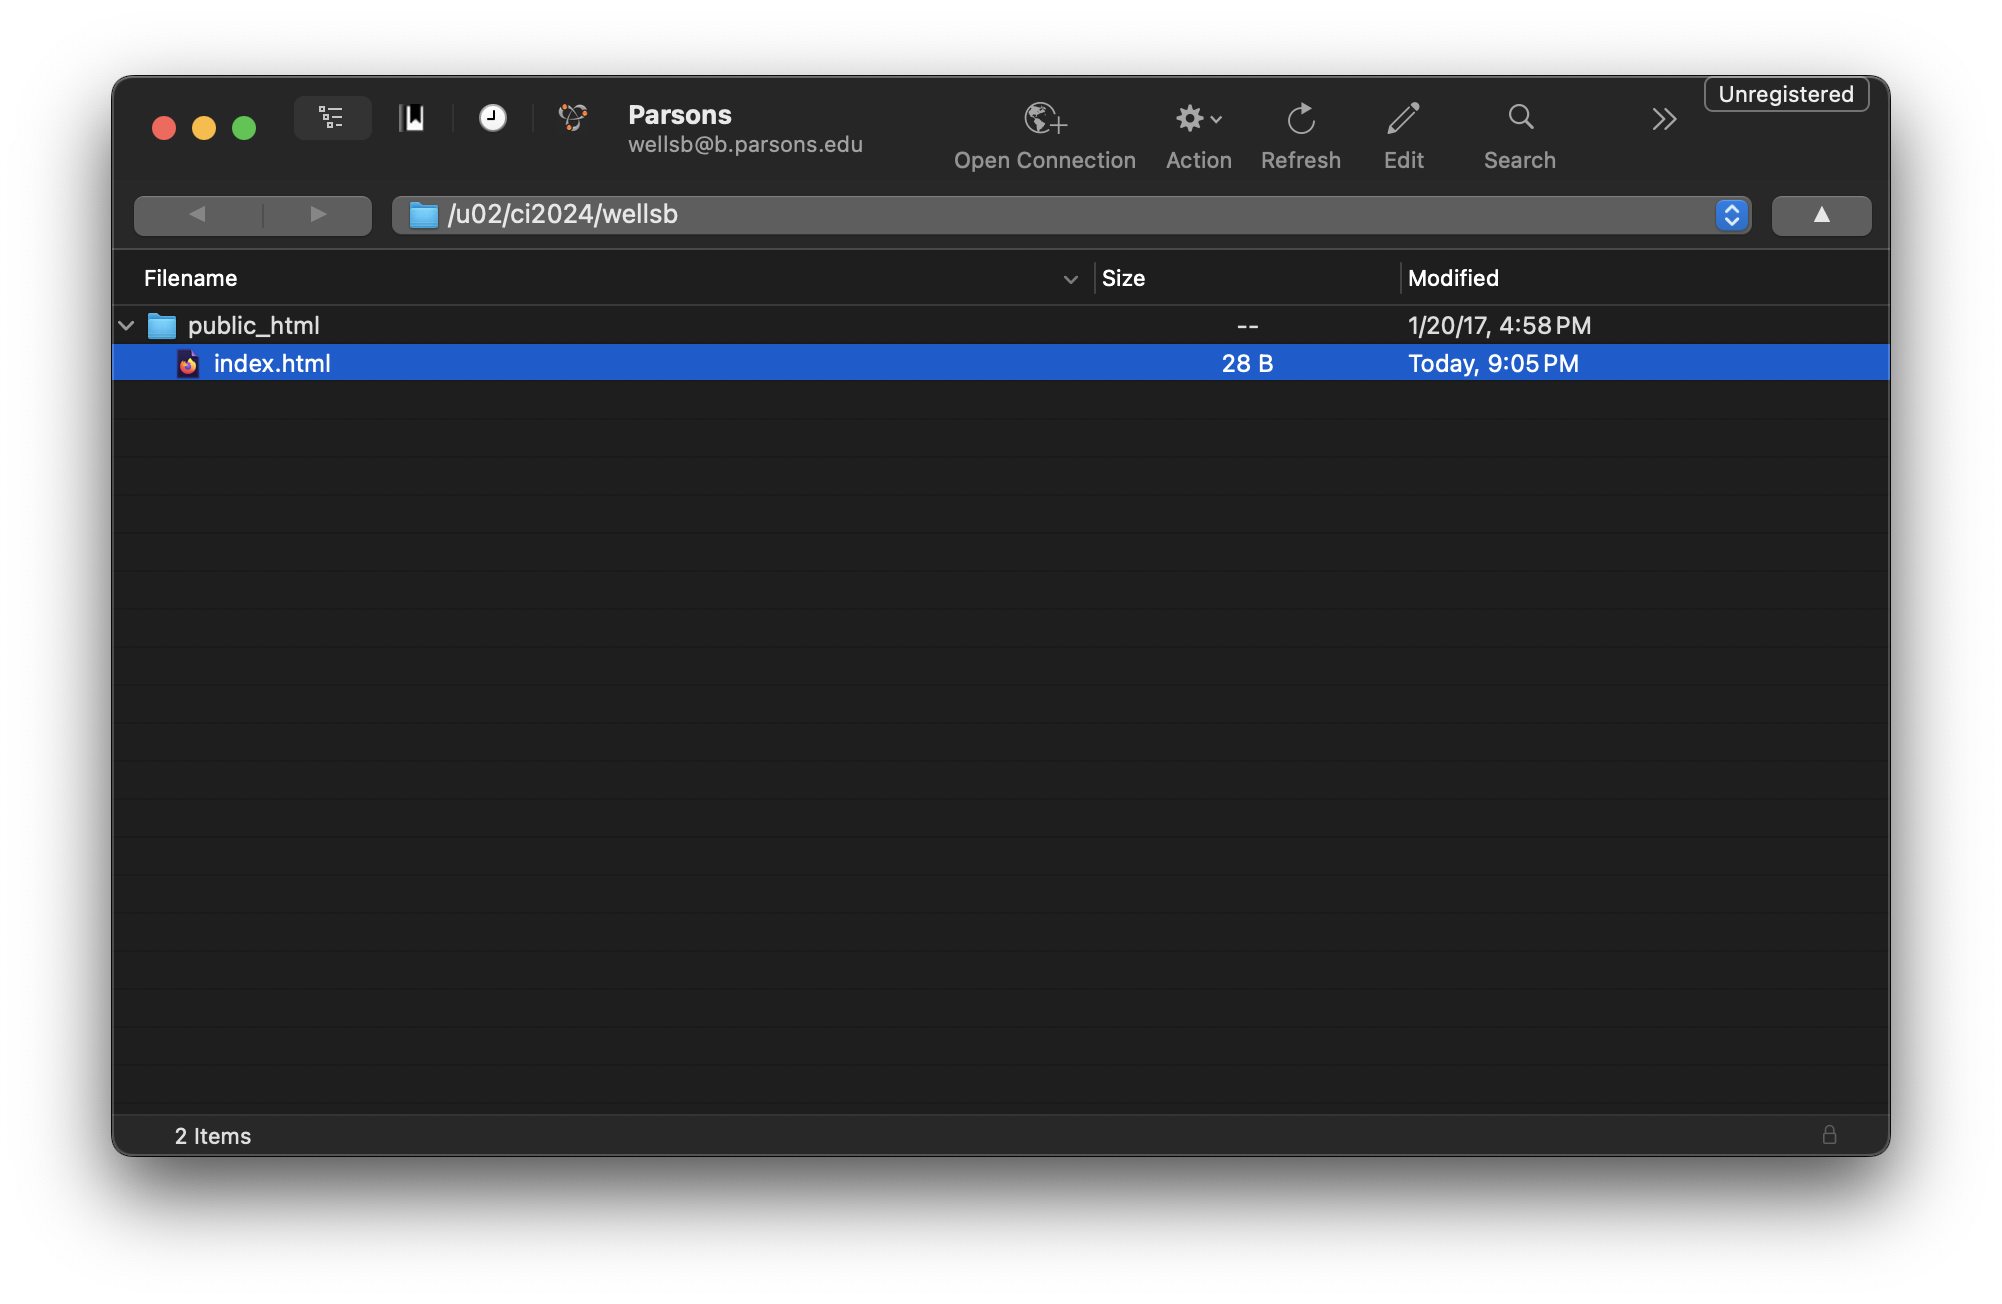 Unregistered
Parsons
wellsb@b.parsons.edu
Open Connection Action Refresh Edit Search
/u02/ci2024/wellsb
Filename Size Modified
public_html -- 1/20/17, 4:58 PM
index.html 28 B Today, 9:05 PM
2 Items